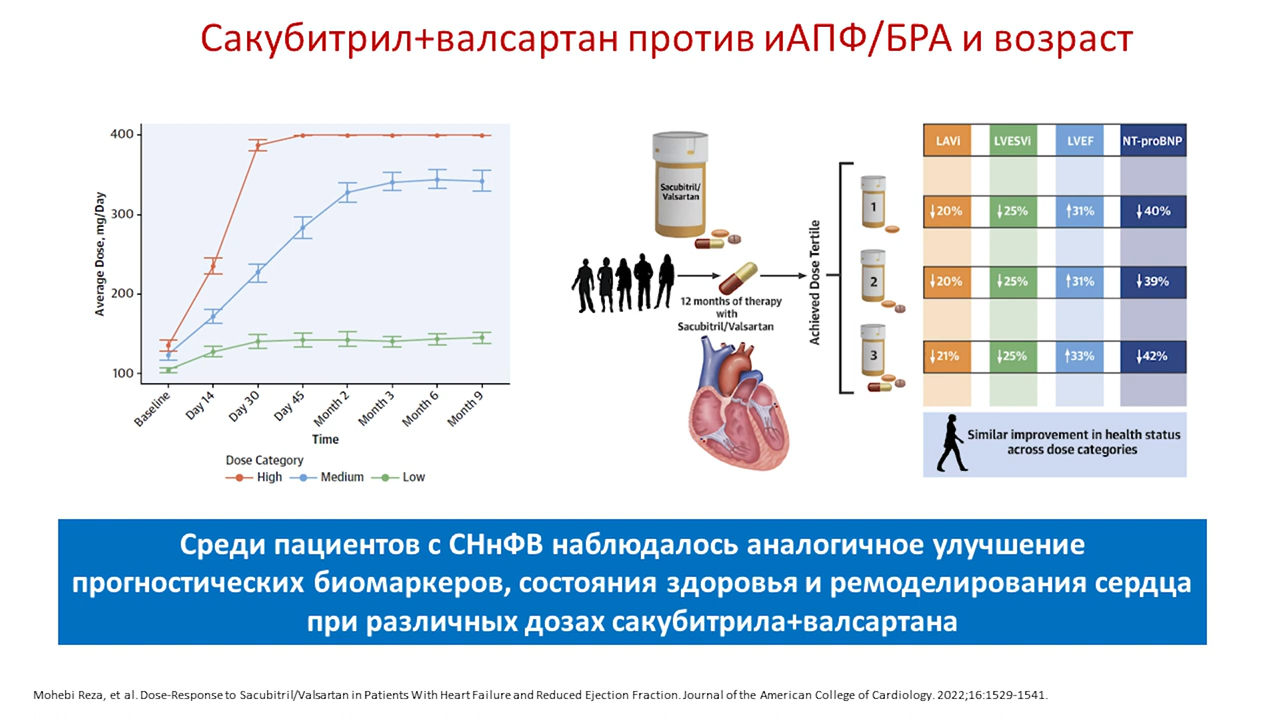 Сакубитрил+валсартан против иАПФ/БРА и возраст
Average Dose, mg/Day
400
300
200
100
Baseline
Day 14
Day 30
Day 45
Month 2
Month 3
Month 6
Month 9
Time
Dose Category
High
Medium
Low
Sacubitril/
Valsartan
12 months of therapy
with
Sacubitril/Valsartan
Achieved Dose Tertile
1
2
3
LAVi LVESVi LVEF NT-proBNP
↓20% ↓25% ↑31% ↓40%
↓20% ↓25% ↑31% ↓39%
↓21% ↓25% ↑33% ↓42%
Similar improvement in health status
across dose categories
Среди пациентов с СНнФВ наблюдалось аналогичное улучшение
прогностических биомаркеров, состояния здоровья и ремоделирования сердца
при различных дозах сакубитрила+валсартана
Mohebi Reza, et al. Dose-Response to Sacubitril/Valsartan in Patients With Heart Failure and Reduced Ejection Fraction. Journal of the American College of Cardiology. 2022;16:1529-1541.